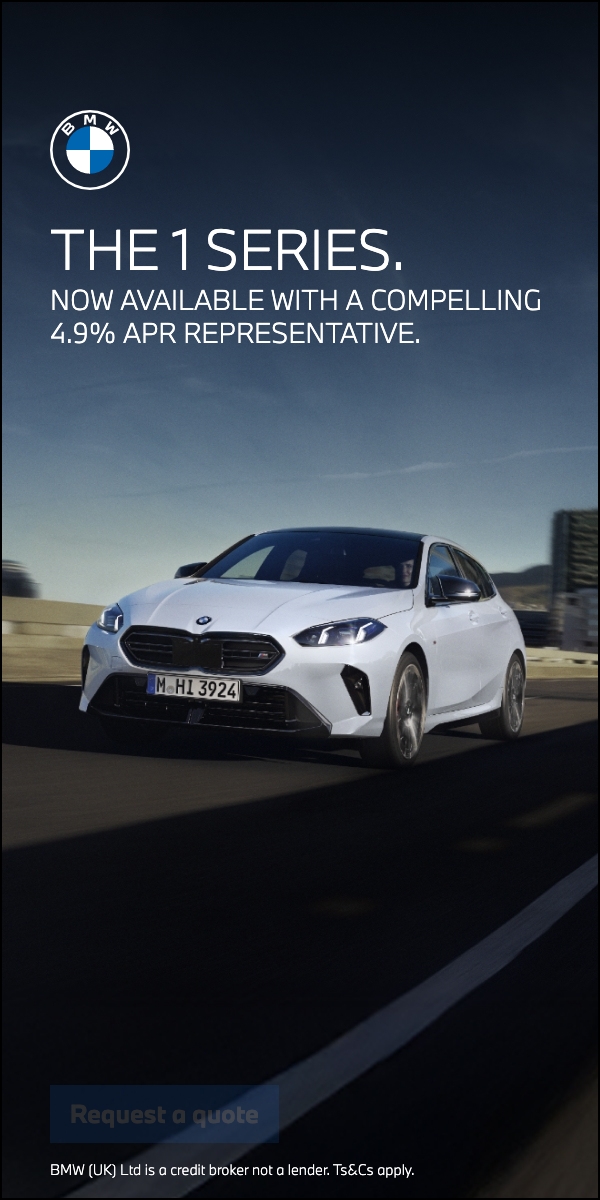 BMW
THE 1 SERIES.
NOW AVAILABLE WITH A COMPELLING
4.9% APR REPRESENTATIVE.
M HI 3924
Request a quote
BMW (UK) Ltd is a credit broker not a lender. Ts&Cs apply.